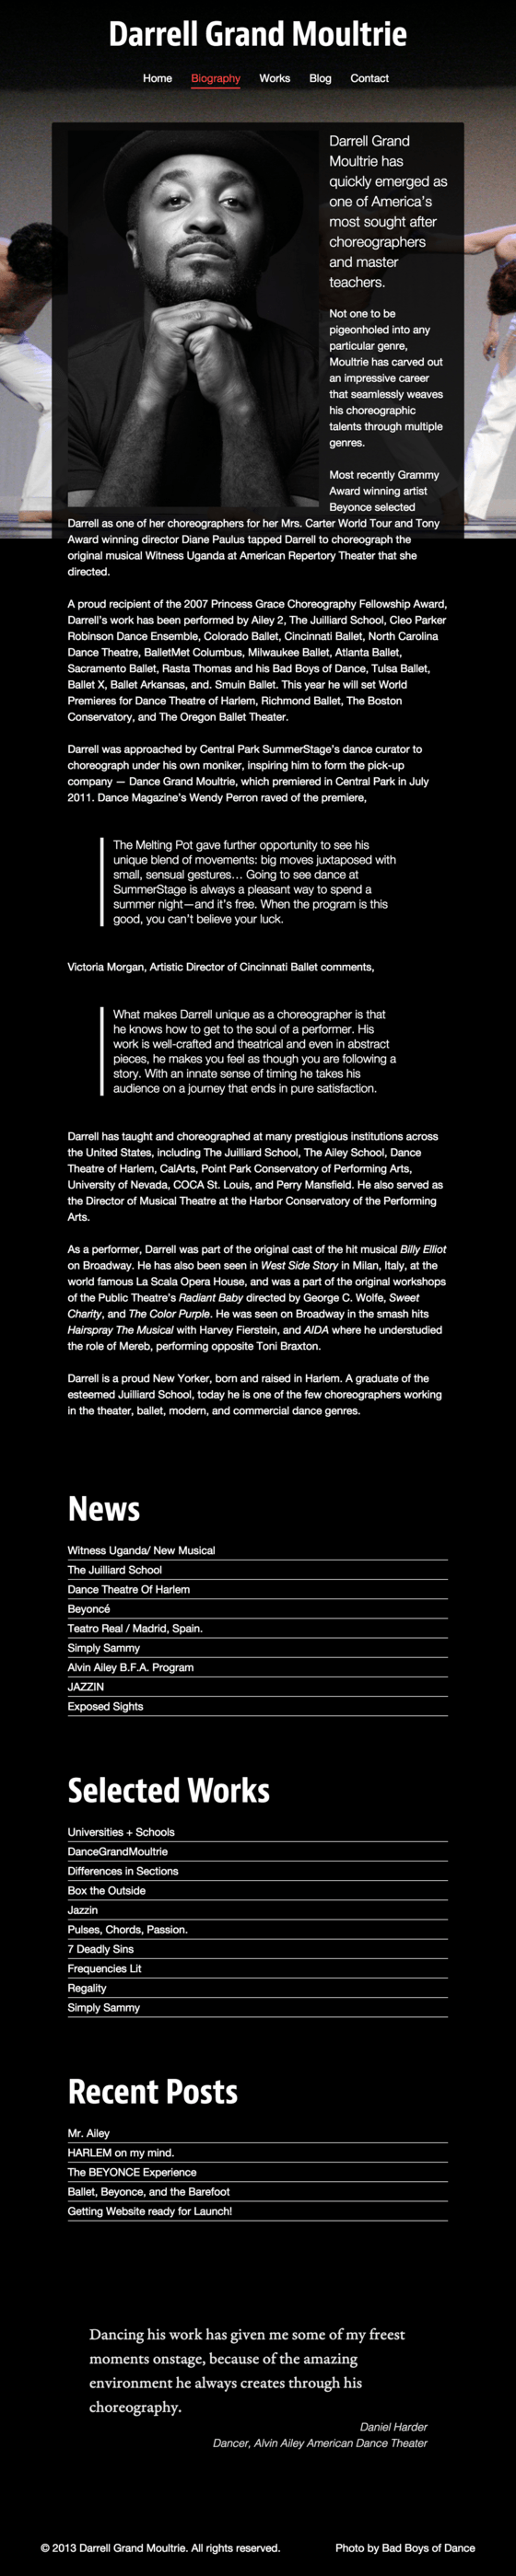 Darrell Grand Moultrie
Home Biography Works Blog Contact
Darrell Grand
Moultrie has
quickly emerged as
one of America's
most sought after
choreographers
and master
teachers.
Not one to be
pigeonholed into any
particular genre,
Moultrie has carved out
an impressive career
that seamlessly weaves
his choreographic
talents through multiple
genres.
Most recently Grammy
Award winning artist
Beyonce selected
Darrell as one of her choreographers for her Mrs. Carter World Tour and Tony
Award winning director Diane Paulus tapped Darrell to choreograph the
original musical Witness Uganda at American Repertory Theater that she
directed.
A proud recipient of the 2007 Princess Grace Choreography Fellowship Award,
Darrell's work has been performed by Ailey 2, The Juilliard School, Cleo Parker
Robinson Dance Ensemble, Colorado Ballet, Cincinnati Ballet, North Carolina
Dance Theatre, BalletMet Columbus, Milwaukee Ballet, Atlanta Ballet,
Sacramento Ballet, Rasta Thomas and his Bad Boys of Dance, Tulsa Ballet,
Ballet X, Ballet Arkansas, and. Smuin Ballet. This year he will set World
Premieres for Dance Theatre of Harlem, Richmond Ballet, The Boston
Conservatory, and The Oregon Ballet Theater.
Darrell was approached by Central Park SummerStage's dance curator to
choreograph under his own moniker, inspiring him to form the pick-up
company — Dance Grand Moultrie, which premiered in Central Park in July
2011. Dance Magazine's Wendy Perron raved of the premiere,
The Melting Pot gave further opportunity to see his
unique blend of movements: big moves juxtaposed with
small, sensual gestures… Going to see dance at
SummerStage is always a pleasant way to spend a
summer night—and it's free. When the program is this
good, you can't believe your luck.
Victoria Morgan, Artistic Director of Cincinnati Ballet comments,
What makes Darrell unique as a choreographer is that
he knows how to get to the soul of a performer. His
work is well-crafted and theatrical and even in abstract
pieces, he makes you feel as though you are following a
story. With an innate sense of timing he takes his
audience on a journey that ends in pure satisfaction.
Darrell has taught and choreographed at many prestigious institutions across
the United States, including The Juilliard School, The Ailey School, Dance
Theatre of Harlem, CalArts, Point Park Conservatory of Performing Arts,
University of Nevada, COCA St. Louis, and Perry Mansfield. He also served as
the Director of Musical Theatre at the Harbor Conservatory of the Performing
Arts.
As a performer, Darrell was part of the original cast of the hit musical Billy Elliot
on Broadway. He has also been seen in West Side Story in Milan, Italy, at the
world famous La Scala Opera House, and was a part of the original workshops
of the Public Theatre's Radiant Baby directed by George C. Wolfe, Sweet
Charity, and The Color Purple. He was seen on Broadway in the smash hits
Hairspray The Musical with Harvey Fierstein, and AIDA where he understudied
the role of Mereb, performing opposite Toni Braxton.
Darrell is a proud New Yorker, born and raised in Harlem. A graduate of the
esteemed Juilliard School, today he is one of the few choreographers working
in the theater, ballet, modern, and commercial dance genres.
News
Witness Uganda/ New Musical
The Juilliard School
Dance Theatre Of Harlem
Beyoncé
Teatro Real / Madrid, Spain.
Simply Sammy
Alvin Ailey B.F.A. Program
JAZZIN
Exposed Sights
Selected Works
Universities + Schools
DanceGrandMoultrie
Differences in Sections
Box the Outside
Jazzin
Pulses, Chords, Passion.
7 Deadly Sins
Frequencies Lit
Regality
Simply Sammy
Recent Posts
Mr. Ailey
HARLEM on my mind.
The BEYONCE Experience
Ballet, Beyonce, and the Barefoot
Getting Website ready for Launch!
Dancing his work has given me some of my freest
moments onstage, because of the amazing
environment he always creates through his
choreography.
Daniel Harder
Dancer, Alvin Ailey American Dance Theater
© 2013 Darrell Grand Moultrie. All rights reserved. Photo by Bad Boys of Dance